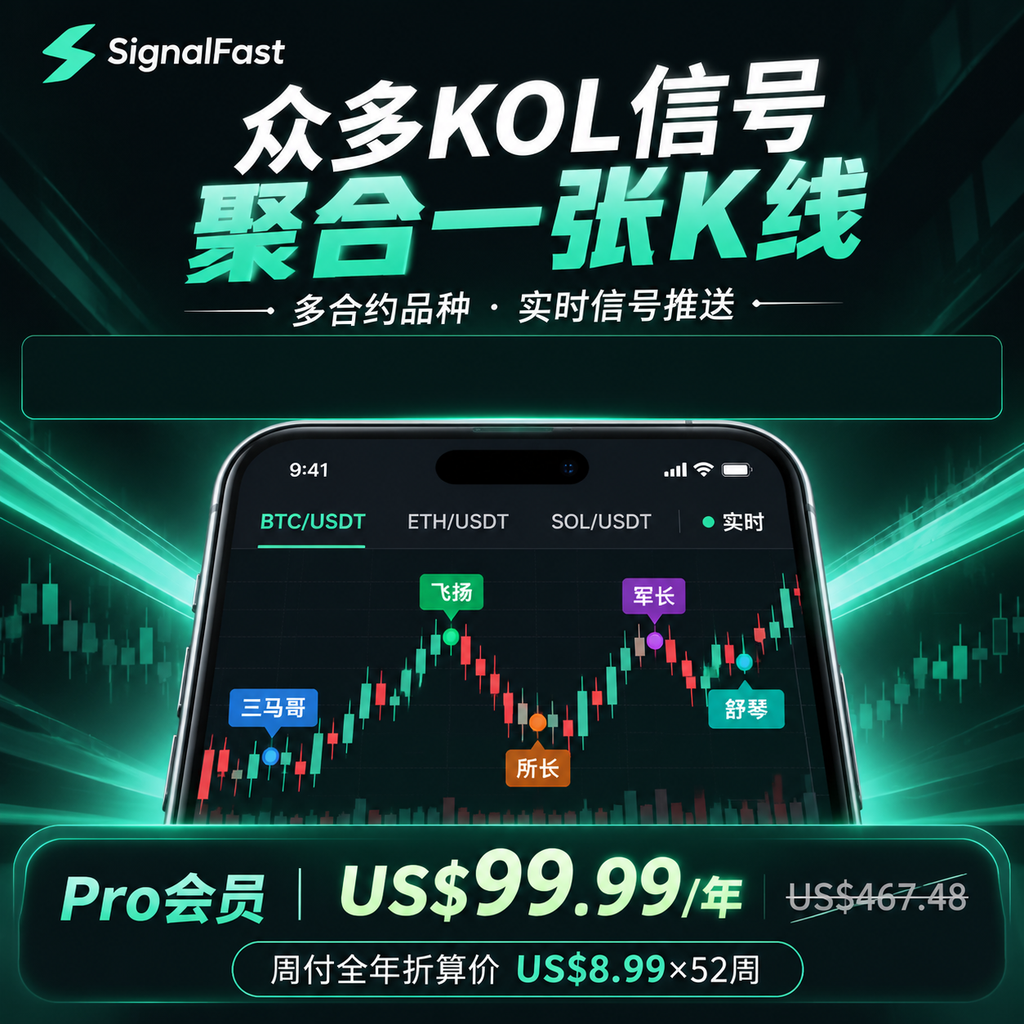 SignalFast
众多KOL信号
聚合一张K线
多合约品种 · 实时信号推送
9:41
BTC/USDT ETH/USDT SOL/USDT 实时
飞扬
军长
三马哥
舒琴
所长
Pro会员 US$99.99/年 US$467.48
周付全年折算价 US$8.99×52周